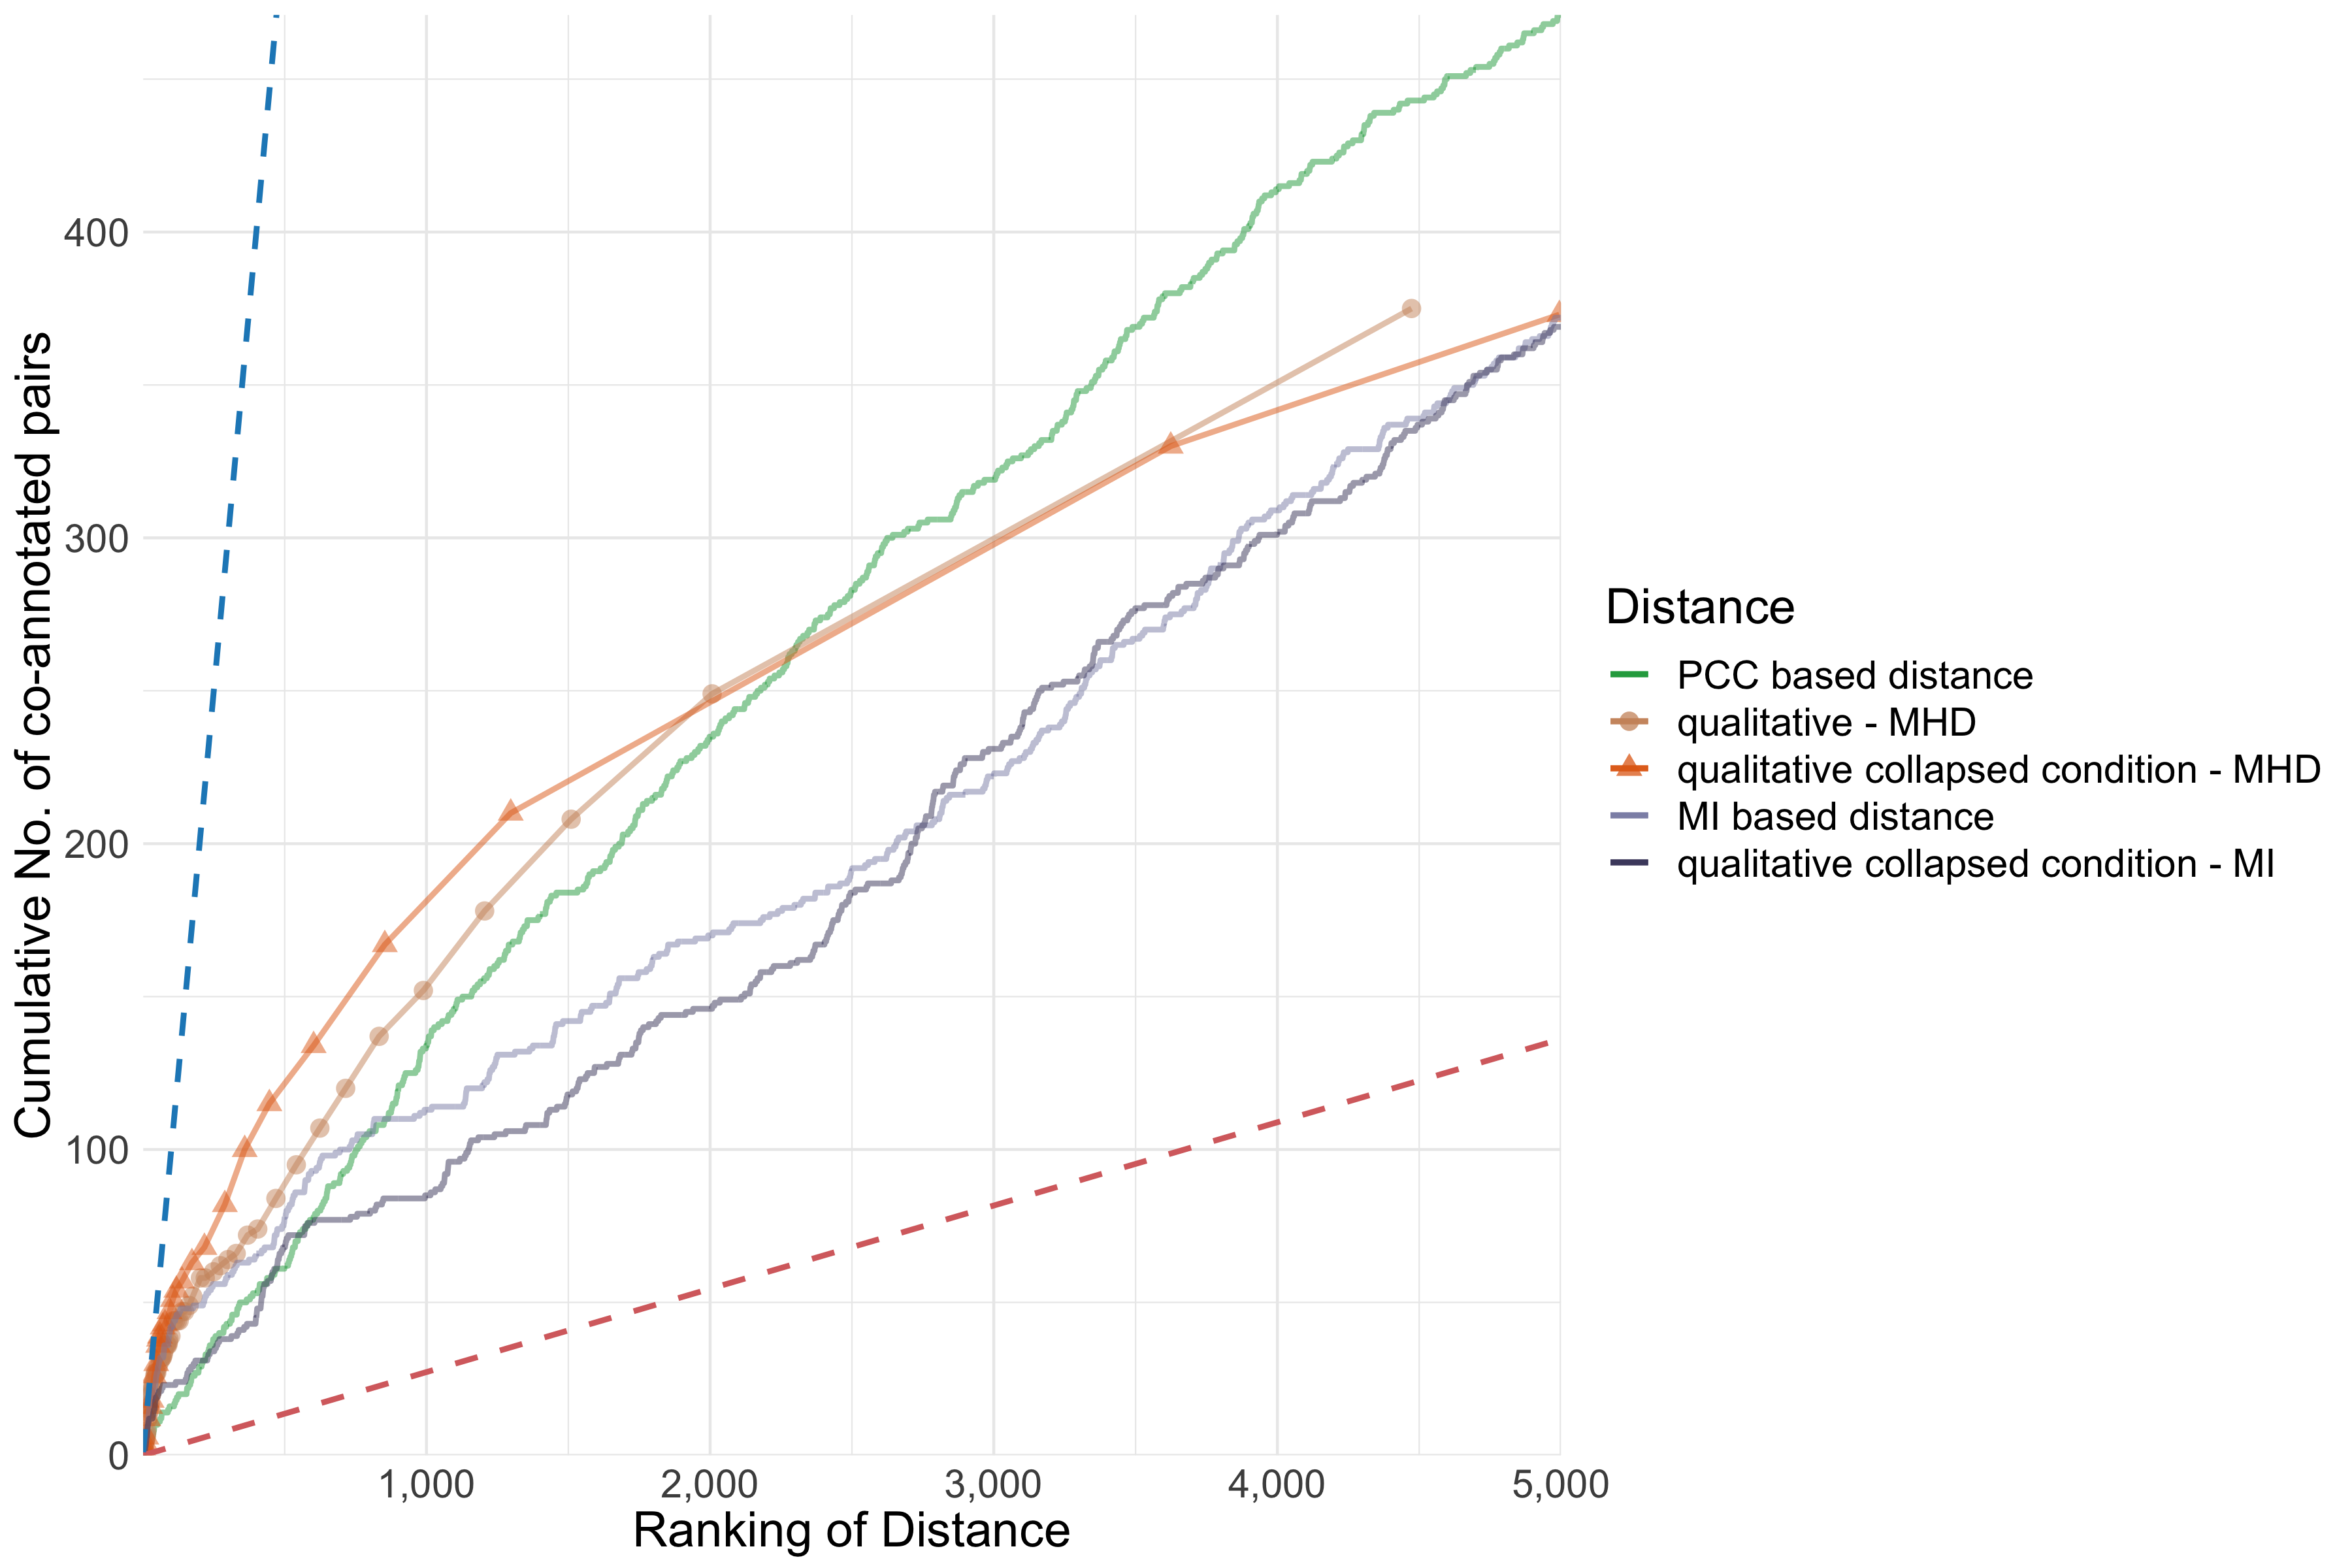 Cumulative No. of co-annotated pairs
400
300
200
100
0
1,000
2,000
3,000
4,000
5,000
Ranking of Distance
Distance
PCC based distance
qualitative - MHD
qualitative collapsed condition - MHD
MI based distance
qualitative collapsed condition - MI